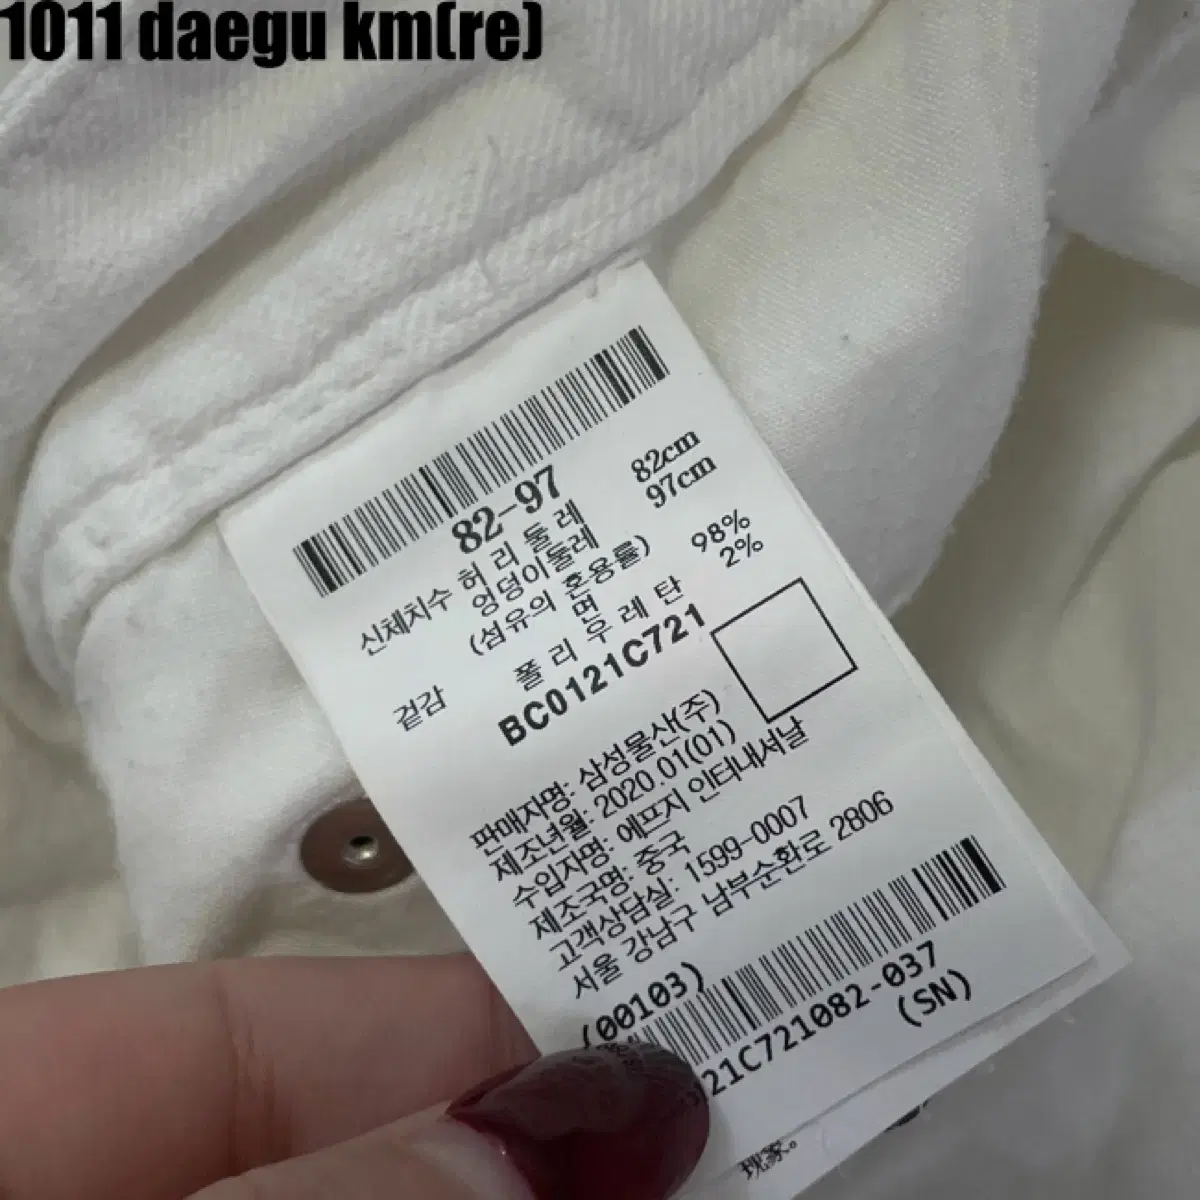 1011 daegu km(re)
82-97
신체치수 허 리 둘 레 82cm
엉덩이둘레 97cm
(섬유의 혼용률)
겉감 면 98%
폴 리 우 레 탄 2%
BC0121C721
판매자명: 삼성물산(주)
제조년월: 2020.01(01)
수입자명: 에프지 인터내셔날
제조국명: 중국
고객상담실: 1599-0007
서울 강남구 남부순환로 2806
(00103)
21C721082-037
(SN)